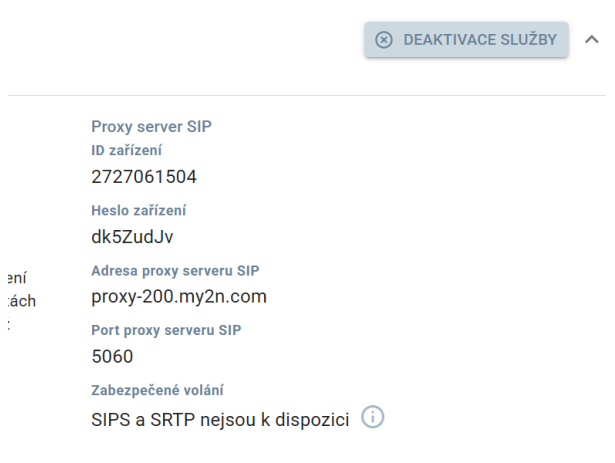 DEAKTIVACE SLUŽBY
Proxy server SIP
ID zařízení
2727061504
Heslo zařízení
dk5ZudJv
Adresa proxy serveru SIP
ení
proxy-200.my2n.com
tách
:
Port proxy serveru SIP
5060
Zabezpečené volání
SIPS a SRTP nejsou k dispozici